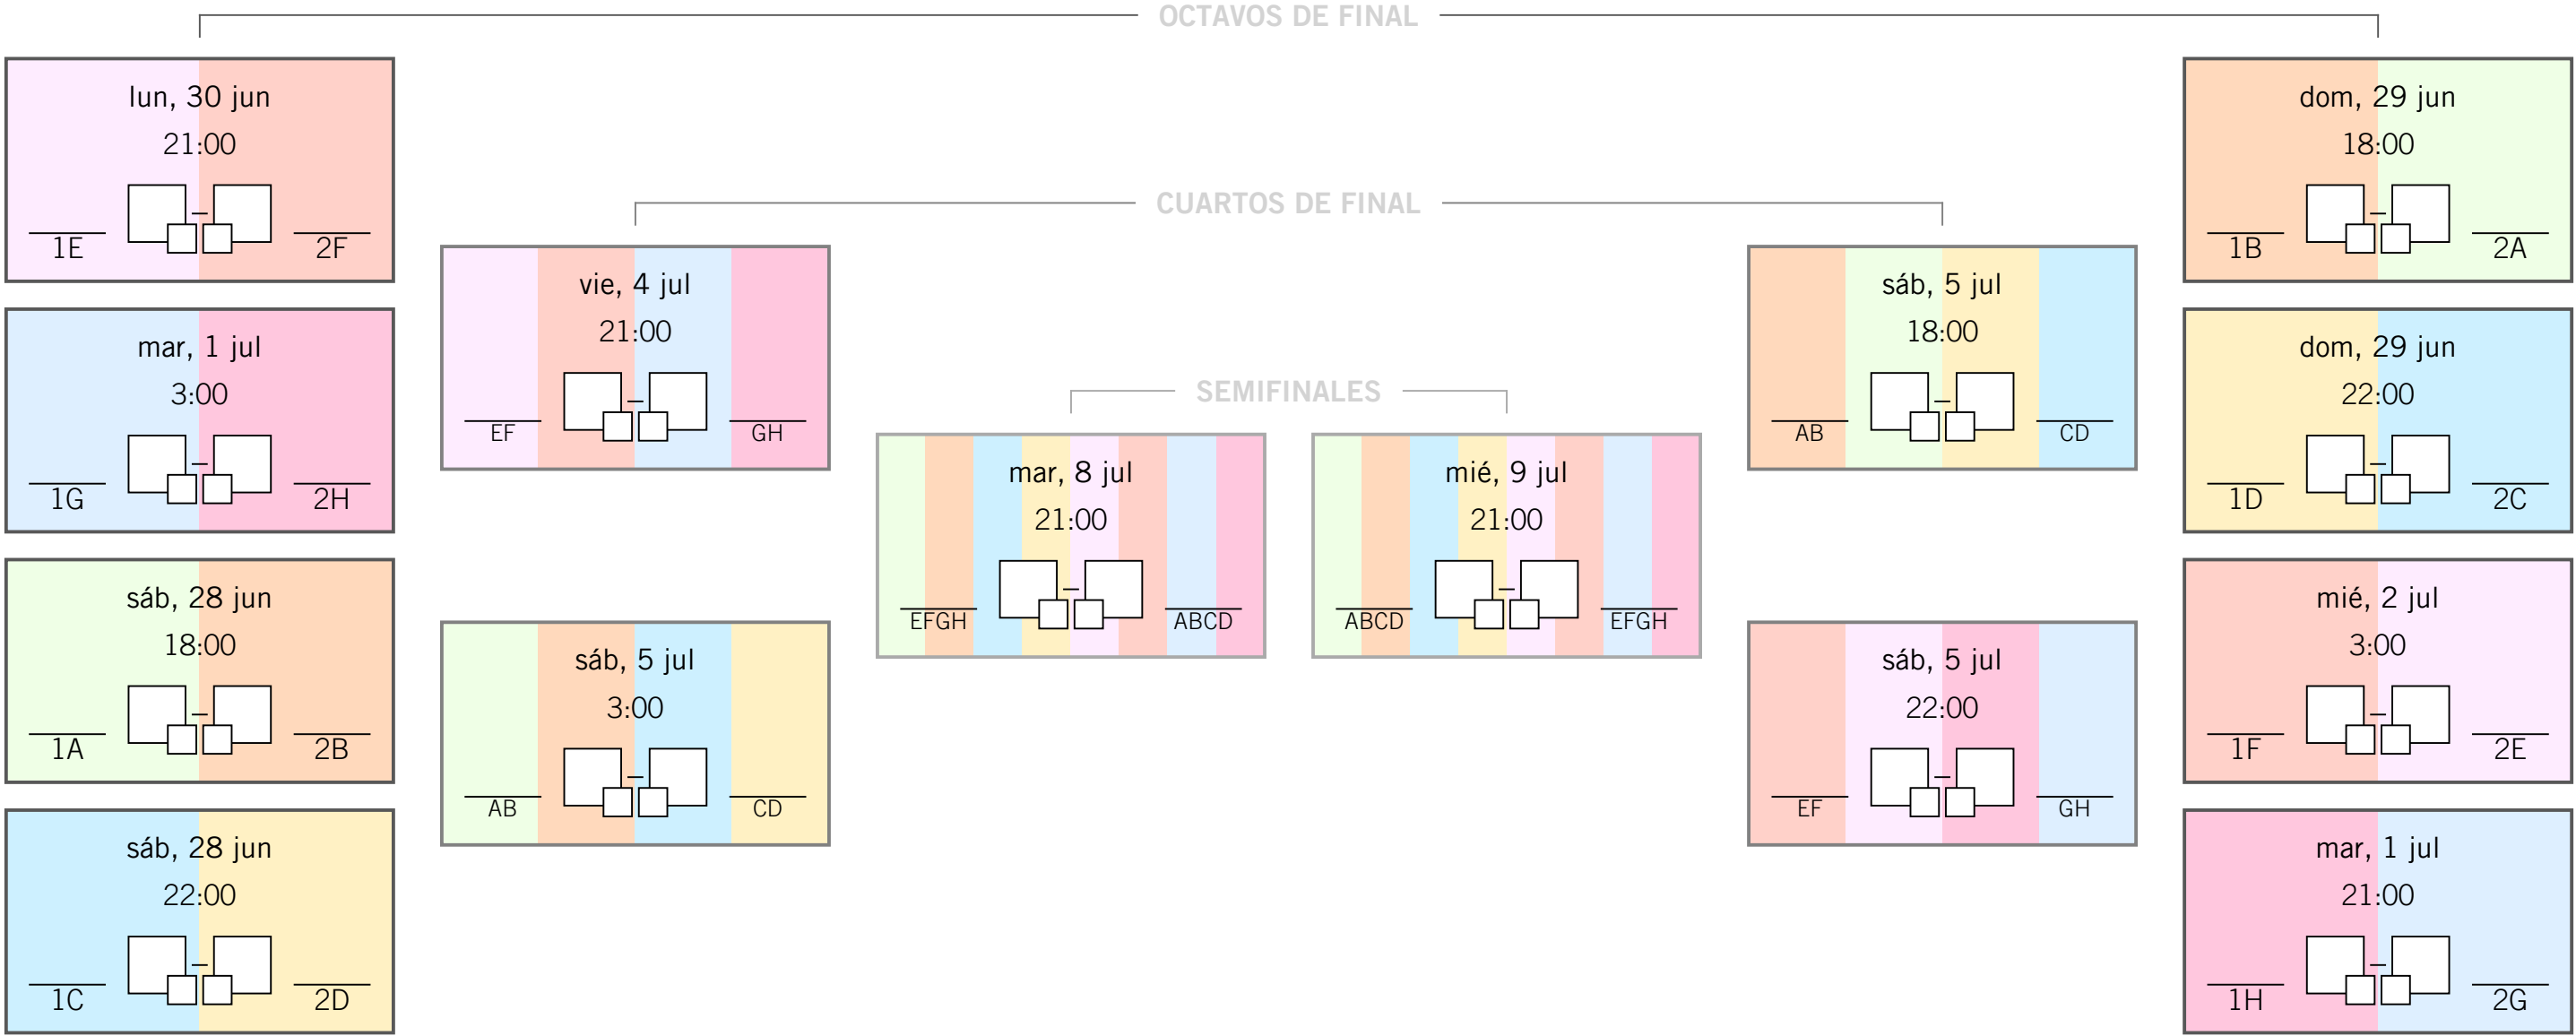 OCTAVOS DE FINAL
lun, 30 jun
21:00
1E – 2F
mar, 1 jul
3:00
1G – 2H
sáb, 28 jun
18:00
1A – 2B
sáb, 28 jun
22:00
1C – 2D
CUARTOS DE FINAL
vie, 4 jul
21:00
EF – GH
sáb, 5 jul
3:00
AB – CD
SEMIFINALES
mar, 8 jul
21:00
EFGH – ABCD
mié, 9 jul
21:00
ABCD – EFGH
sáb, 5 jul
18:00
AB – CD
sáb, 5 jul
22:00
EF – GH
dom, 29 jun
18:00
1B – 2A
dom, 29 jun
22:00
1D – 2C
mié, 2 jul
3:00
1F – 2E
mar, 1 jul
21:00
1H – 2G